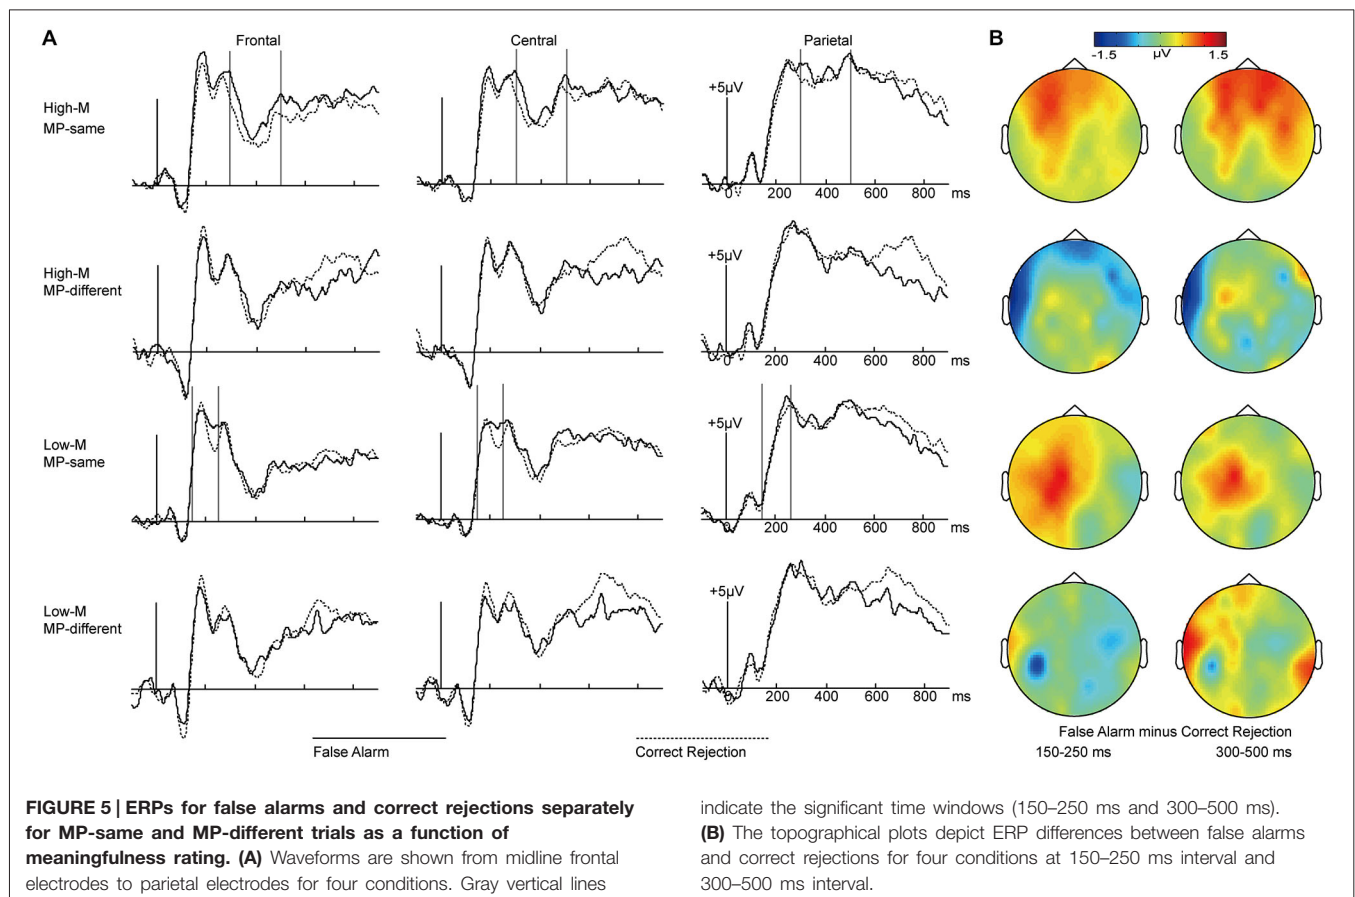 A
Frontal
Central
Parietal
High-M
MP-same
+5µV
0 200 400 600 800 ms
High-M
MP-different
+5µV
200 400 600 800 ms
Low-M
MP-same
+5µV
0 200 400 600 800 ms
Low-M
MP-different
+5µV
0 200 400 600 800 ms
False Alarm
Correct Rejection
B
-1.5 µV 1.5
False Alarm minus Correct Rejection
150-250 ms 300-500 ms
FIGURE 5 | ERPs for false alarms and correct rejections separately
for MP-same and MP-different trials as a function of
meaningfulness rating. (A) Waveforms are shown from midline frontal
electrodes to parietal electrodes for four conditions. Gray vertical lines
indicate the significant time windows (150–250 ms and 300–500 ms).
(B) The topographical plots depict ERP differences between false alarms
and correct rejections for four conditions at 150–250 ms interval and
300–500 ms interval.